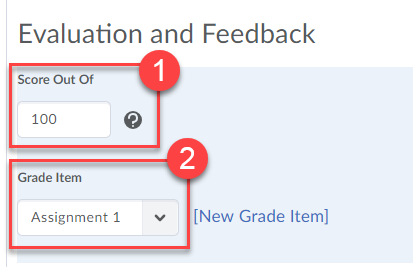 Evaluation and Feedback
1
Score Out Of
100 ?
2
Grade Item
Assignment 1 [New Grade Item]